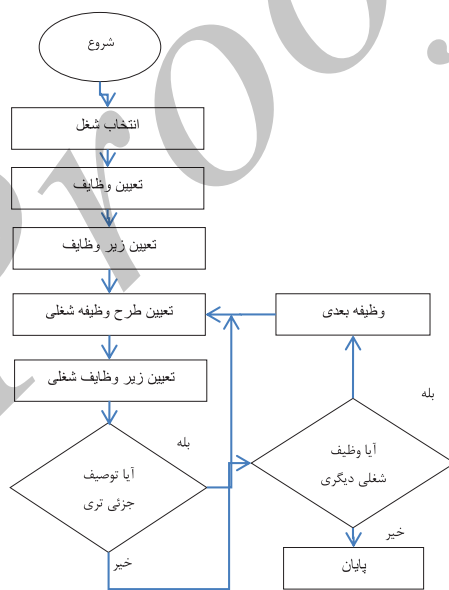 شروع
انتخاب شغل
تعیین وظایف
تعیین زیر وظایف
تعیین طرح وظیفه شغلی
وظیفه بعدی
تعیین زیر وظایف شغلی
بله
آیا توصیف
جزئی تری
خیر
بله
آیا وظیف
شغلی دیگری
خیر
پایان
Proo